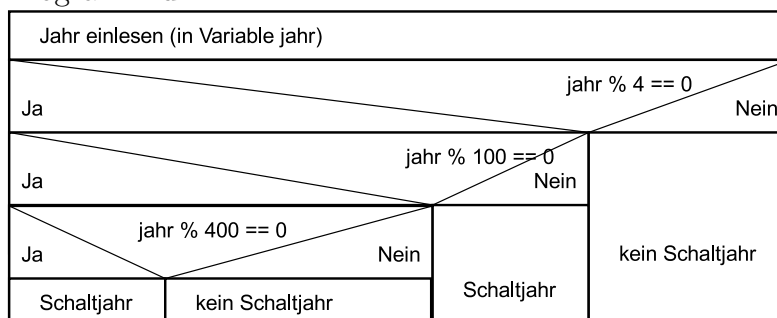 Jahr einlesen (in Variable jahr)
jahr % 4 == 0
Ja
Nein
jahr % 100 == 0
Ja
Nein
jahr % 400 == 0
Ja
Nein
kein Schaltjahr
Schaltjahr
Schaltjahr
kein Schaltjahr